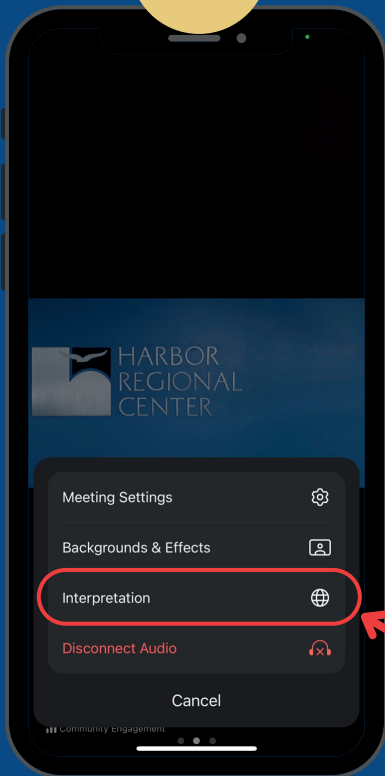 HARBOR
REGIONAL
CENTER
Meeting Settings
Backgrounds & Effects
Interpretation
Disconnect Audio
Cancel
Community Engagement